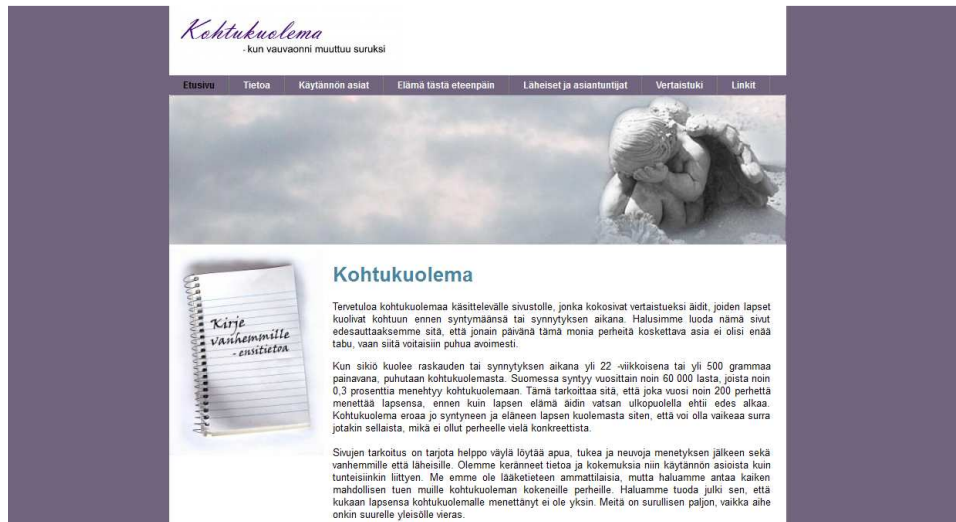 Kohtukuolema
- kun vauvaonni muuttuu suruksi
Etusivu Tietoa Käytännön asiat Elämä tästä eteenpäin Läheiset ja asiantuntijat Vertaistuki Linkit
Kirje
vanhemmille
- ensitietoa
Kohtukuolema
Tervetuloa kohtukuolemaa käsittelevälle sivustolle, jonka kokosivat vertaistueksi äidit, joiden lapset
kuolivat kohtuun ennen syntymäänsä tai synnytyksen aikana. Halusimme luoda nämä sivut
edesauttaaksemme sitä, että jonain päivänä tämä monia perheitä koskettava asia ei olisi enää
tabu, vaan siitä voitaisiin puhua avoimesti.
Kun sikiö kuolee raskauden tai synnytyksen aikana yli 22 -viikkoisena tai yli 500 grammaa
painavana, puhutaan kohtukuolemasta. Suomessa syntyy vuosittain noin 60 000 lasta, joista noin
0,3 prosenttia menehtyy kohtukuolemaan. Tämä tarkoittaa sitä, että joka vuosi noin 200 perhettä
menettää lapsensa, ennen kuin lapsen elämä äidin vatsan ulkopuolella ehtii edes alkaa.
Kohtukuolema eroaa jo syntyneen ja eläneen lapsen kuolemasta siten, että voi olla vaikeaa surra
jotakin sellaista, mikä ei ollut perheelle vielä konkreettista.
Sivujen tarkoitus on tarjota helppo väylä löytää apua, tukea ja neuvoja menetyksen jälkeen sekä
vanhemmille että läheisille. Olemme keränneet tietoa ja kokemuksia niin käytännön asioista kuin
tunteisiinkin liittyen. Me emme ole lääketieteen ammattilaisia, mutta haluamme antaa kaiken
mahdollisen tuen muille kohtukuoleman kokeneille perheille. Haluamme tuoda julki sen, että
kukaan lapsensa kohtukuolemalle menettänyt ei ole yksin. Meitä on surullisen paljon, vaikka aihe
onkin suurelle yleisölle vieras.